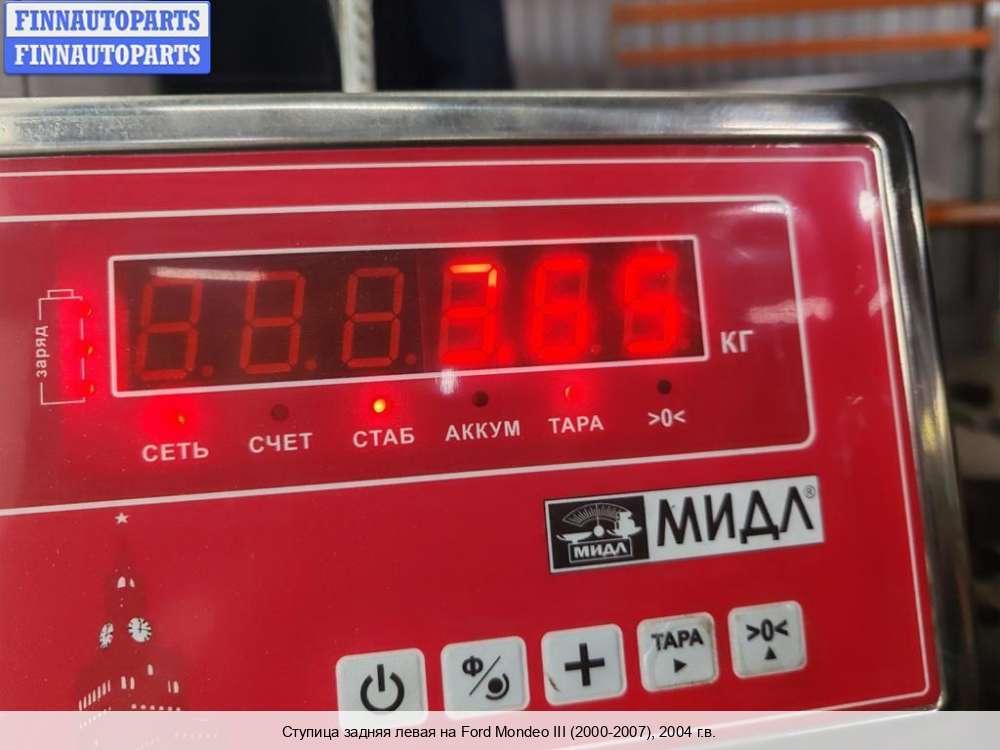 FINNAUTOPARTS
FINNAUTOPARTS
заряд
3.65 КГ
СЕТЬ СЧЕТ СТАБ АККУМ ТАРА >0<
МИДЛ МИДЛ®
Ф/ + ТАРА >0<
Ступица задняя левая на Ford Mondeo III (2000-2007), 2004 г.в.